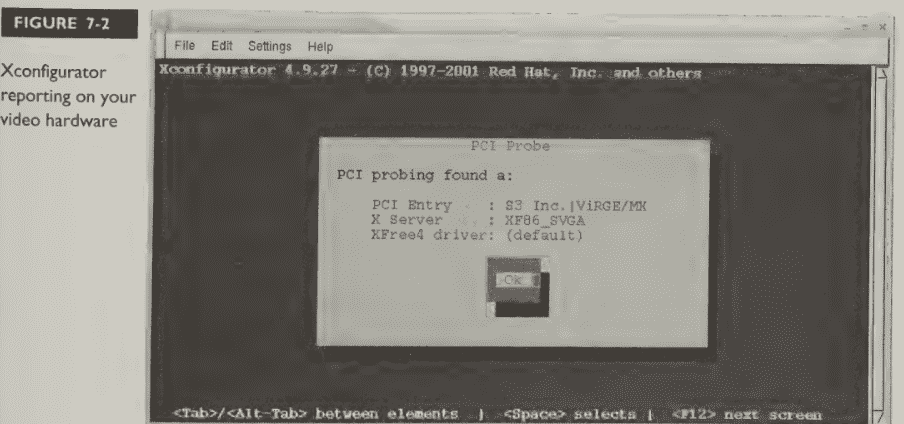 FIGURE 7-2
Xconfigurator
reporting on your
video hardware
File Edit Settings Help
Xconfigurator 4.9.27 - (C) 1997-2001 Red Hat, Inc. and others
PCI Probe
PCI probing found a:
PCI Entry : S3 Inc.|ViRGE/MX
X Server : XF86_SVGA
XFree4 driver: (default)
Ok
<Tab>/<Alt-Tab> between elements | <Space> selects | <F12> next screen